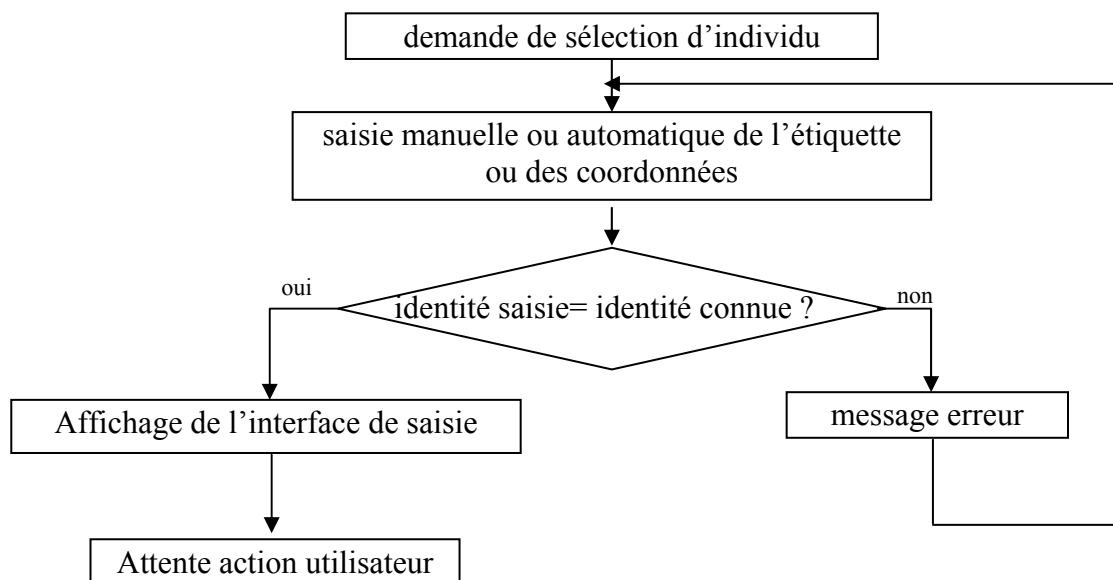 demande de sélection d’individu
saisie manuelle ou automatique de l’étiquette
ou des coordonnées
identité saisie= identité connue ?
oui
non
Affichage de l’interface de saisie
message erreur
Attente action utilisateur